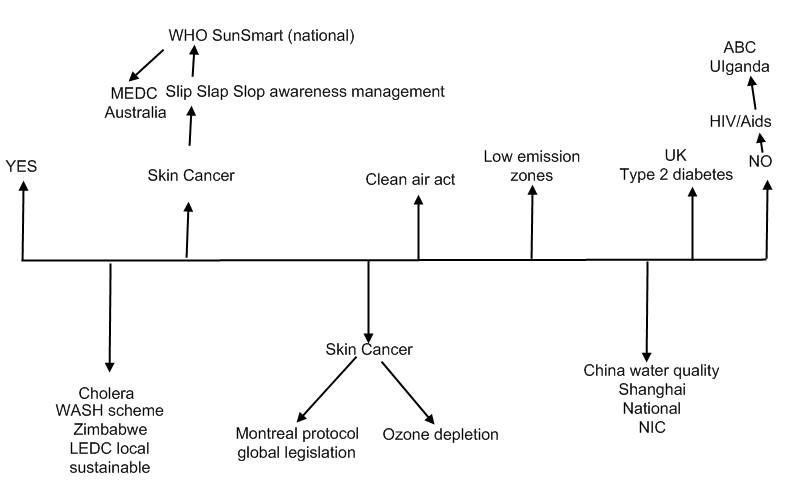 WHO SunSmart (national)
MEDC
Australia
Slip Slap Slop awareness management
ABC
UIganda
HIV/Aids
YES
Skin Cancer
Clean air act
Low emission
zones
UK
Type 2 diabetes
NO
Skin Cancer
Cholera
WASH scheme
Zimbabwe
LEDC local
sustainable
Montreal protocol
global legislation
Ozone depletion
China water quality
Shanghai
National
NIC